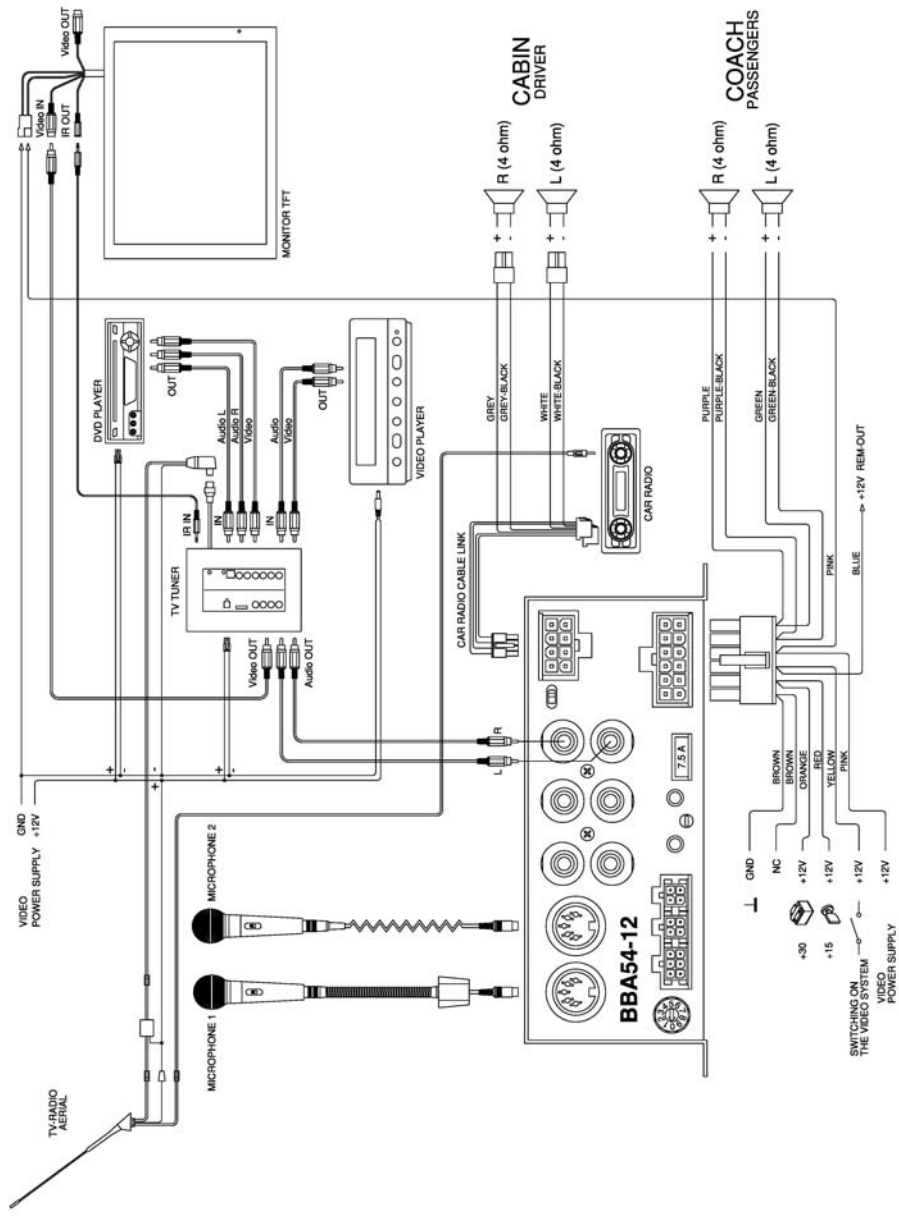 Video OUT
Video IN
IR OUT
MONITOR TFT
CABIN
DRIVER
R (4 ohm)
L (4 ohm)
+
-
+
-
COACH
PASSENGERS
R (4 ohm)
L (4 ohm)
+
-
+
-
DVD PLAYER
OUT
Audio L
Audio R
Video
IN
IR IN
VIDEO PLAYER
OUT
Audio
Video
IN
TV TUNER
Video OUT
Audio OUT
GREY
GREY-BLACK
WHITE
WHITE-BLACK
CAR RADIO
CAR RADIO CABLE LINK
PURPLE
PURPLE-BLACK
GREEN
GREEN-BLACK
PINK
BLUE
+12V REM-OUT
VIDEO
POWER SUPPLY
GND
+12V
+
-
-
+
+
-
L
R
MICROPHONE 2
MICROPHONE 1
TV-RADIO
AERIAL
BBA54-12
7.5 A
BROWN
BROWN
ORANGE
RED
YELLOW
PINK
GND
NC
+12V
+12V
+12V
+12V
+30
+15
SWITCHING ON
THE VIDEO SYSTEM
VIDEO
POWER SUPPLY